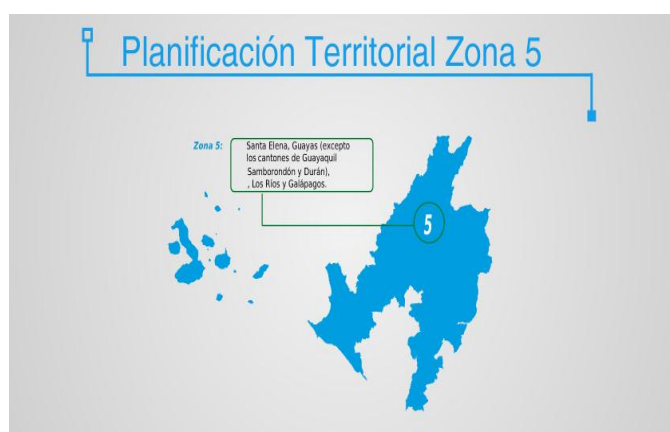 Planificación Territorial Zona 5
Zona 5:
Santa Elena, Guayas (excepto
los cantones de Guayaquil
Samborondón y Durán),
, Los Ríos y Galápagos.
5